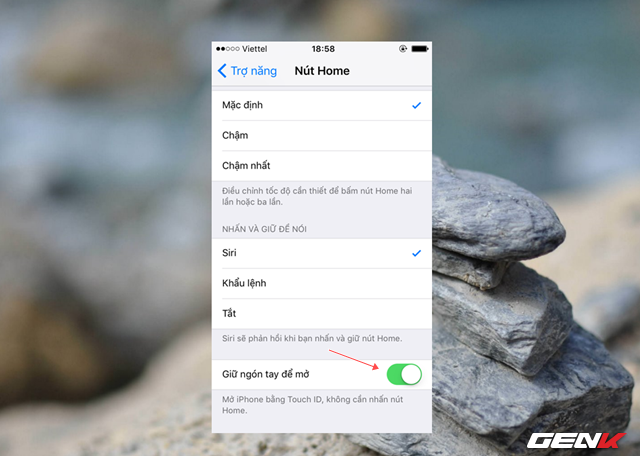 Viettel 18:58
Trợ năng Nút Home
Mặc định
Chậm
Chậm nhất
Điều chỉnh tốc độ cần thiết để bấm nút Home hai
lần hoặc ba lần.
NHẤN VÀ GIỮ ĐỂ NÓI
Siri
Khẩu lệnh
Tắt
Siri sẽ phản hồi khi bạn nhấn và giữ nút Home.
Giữ ngón tay để mở
Mở iPhone bằng Touch ID, không cần nhấn nút
Home.
GENK